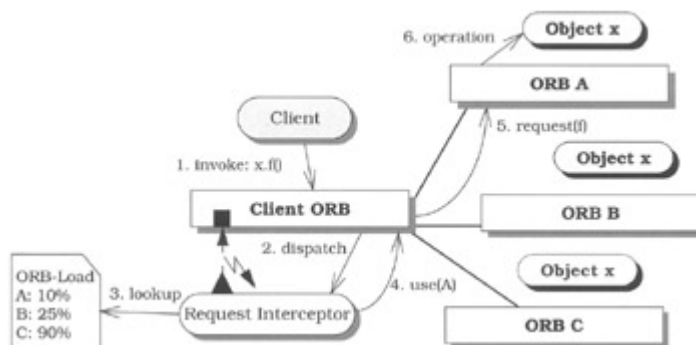 6. operation
Object x
ORB A
Client
5. request(f)
1. invoke: x.f()
Object x
Client ORB
ORB B
2. dispatch
ORB-Load
A: 10%
B: 25%
C: 90%
3. lookup
Object x
4. use(A)
Request Interceptor
ORB C